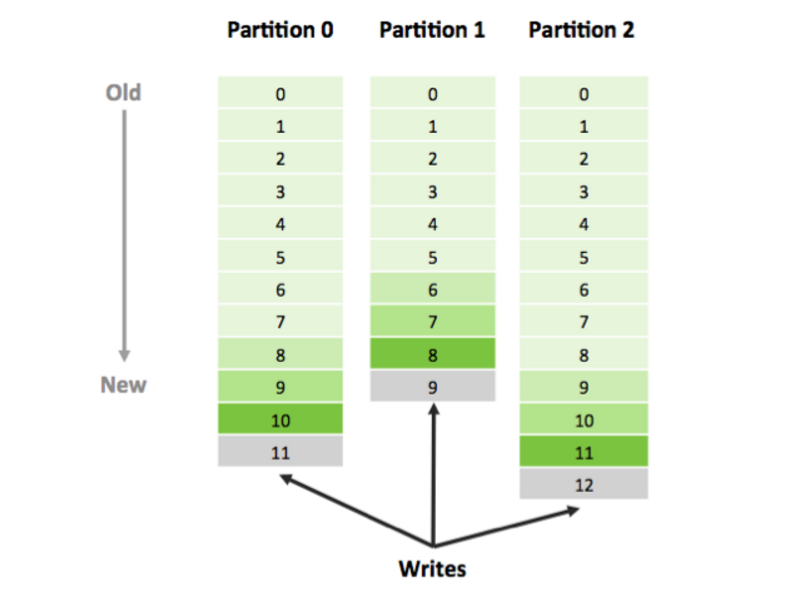 Partition 0 Partition 1 Partition 2
Old 0 0 0
1 1 1
2 2 2
3 3 3
4 4 4
5 5 5
6 6 6
7 7 7
8 8 8
New 9 9 9
10 10
11 11
12
Writes